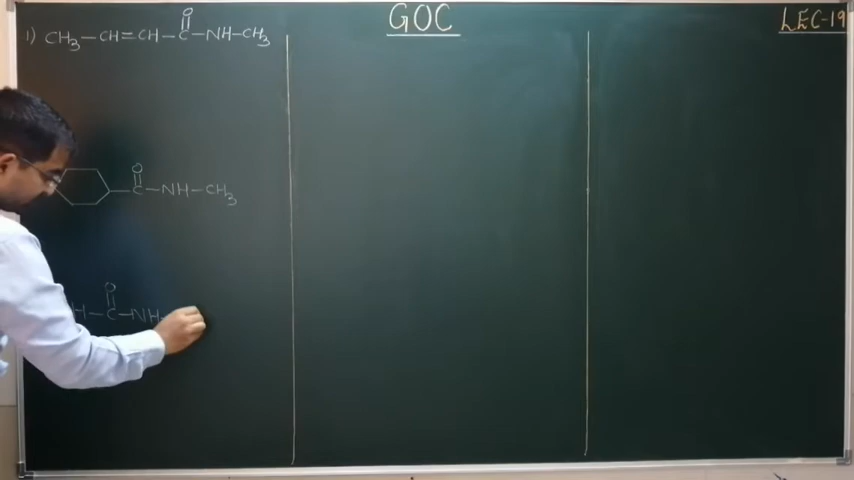 GOC
LEC-19
1) CH3-CH=CH-C-NH-CH3
O
O
C-NH-CH3
O
H-C-NH-